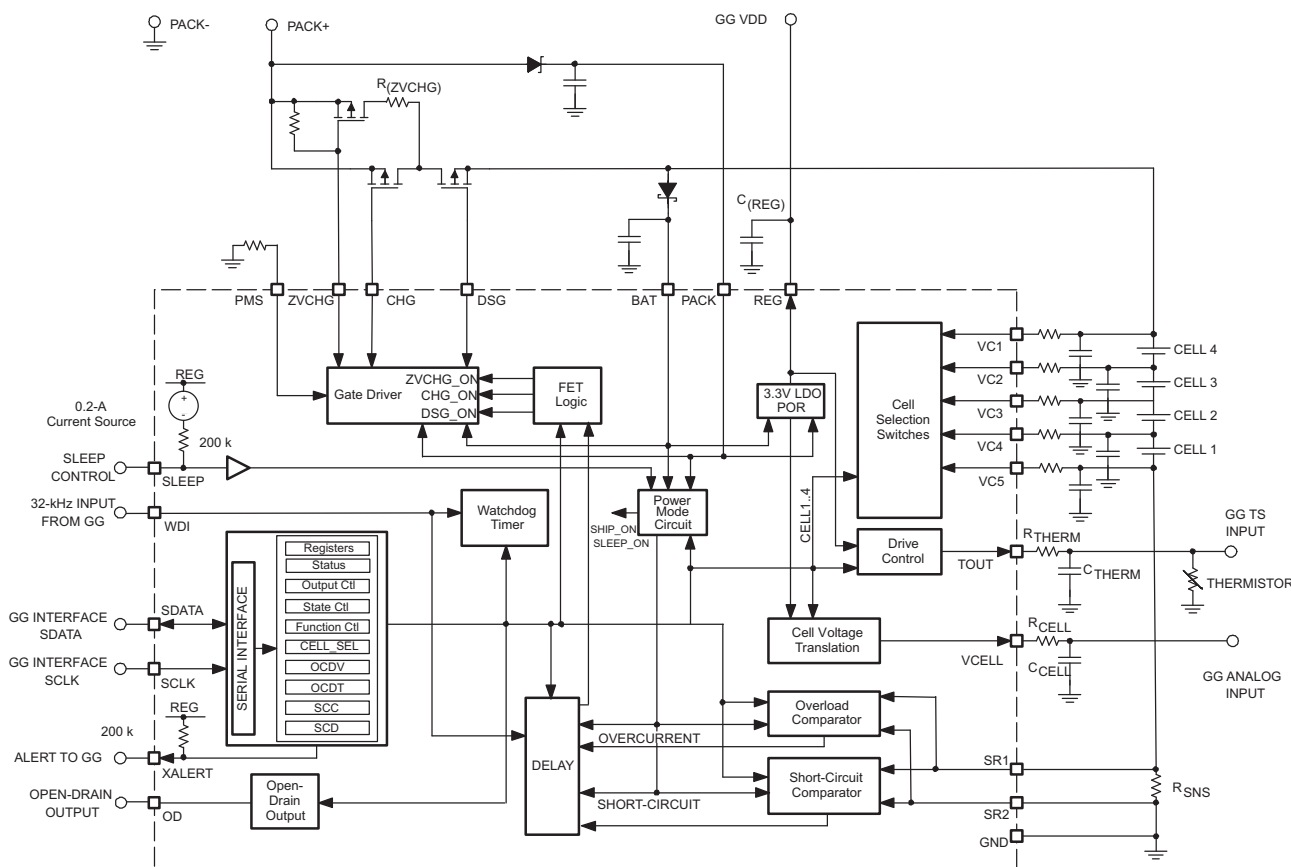 PACK-
PACK+
GG VDD
R(ZVCHG)
C(REG)
PMS
ZVCHG
CHG
DSG
BAT
PACK
REG
Gate Driver
ZVCHG_ON
CHG_ON
DSG_ON
FET
Logic
3.3V LDO
POR
Cell
Selection
Switches
VC1
VC2
VC3
VC4
VC5
CELL 4
CELL 3
CELL 2
CELL 1
REG
+
-
0.2-A
Current Source
200 k
SLEEP
CONTROL
SLEEP
32-kHz INPUT
FROM GG
WDI
Watchdog
Timer
Power
Mode
Circuit
SHIP_ON
SLEEP_ON
CELL1..4
Drive
Control
TOUT
RTHERM
CTHERM
GG TS
INPUT
THERMISTOR
SERIAL INTERFACE
Registers
Status
Output Ctl
State Ctl
Function Ctl
CELL_SEL
OCDV
OCDT
SCC
SCD
GG INTERFACE
SDATA
SDATA
GG INTERFACE
SCLK
SCLK
Cell Voltage
Translation
VCELL
RCELL
CCELL
GG ANALOG
INPUT
REG
200 k
ALERT TO GG
XALERT
OPEN-DRAIN
OUTPUT
OD
Open-
Drain
Output
DELAY
OVERCURRENT
SHORT-CIRCUIT
Overload
Comparator
Short-Circuit
Comparator
SR1
SR2
GND
RSNS